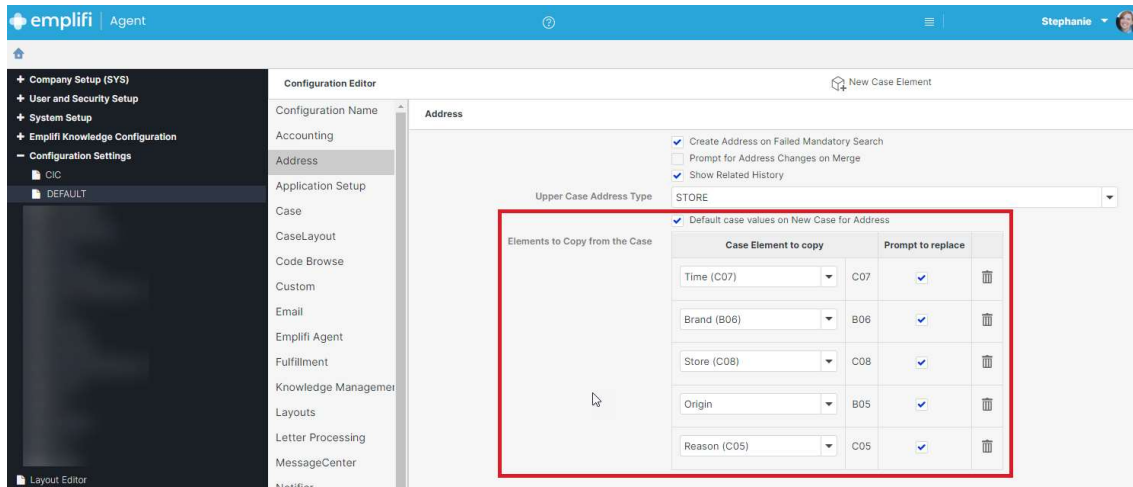 emplifi Agent
Stephanie
+ Company Setup (SYS)
+ User and Security Setup
+ System Setup
+ Emplifi Knowledge Configuration
− Configuration Settings
CIC
DEFAULT
Layout Editor
Configuration Editor
New Case Element
Configuration Name
Accounting
Address
Application Setup
Case
CaseLayout
Code Browse
Custom
Email
Emplifi Agent
Fulfillment
Knowledge Managemen
Layouts
Letter Processing
MessageCenter
Notifier
Address
Create Address on Failed Mandatory Search
Prompt for Address Changes on Merge
Show Related History
Upper Case Address Type STORE
Default case values on New Case for Address
Elements to Copy from the Case
Case Element to copy Prompt to replace
Time (C07) C07
Brand (B06) B06
Store (C08) C08
Origin B05
Reason (C05) C05